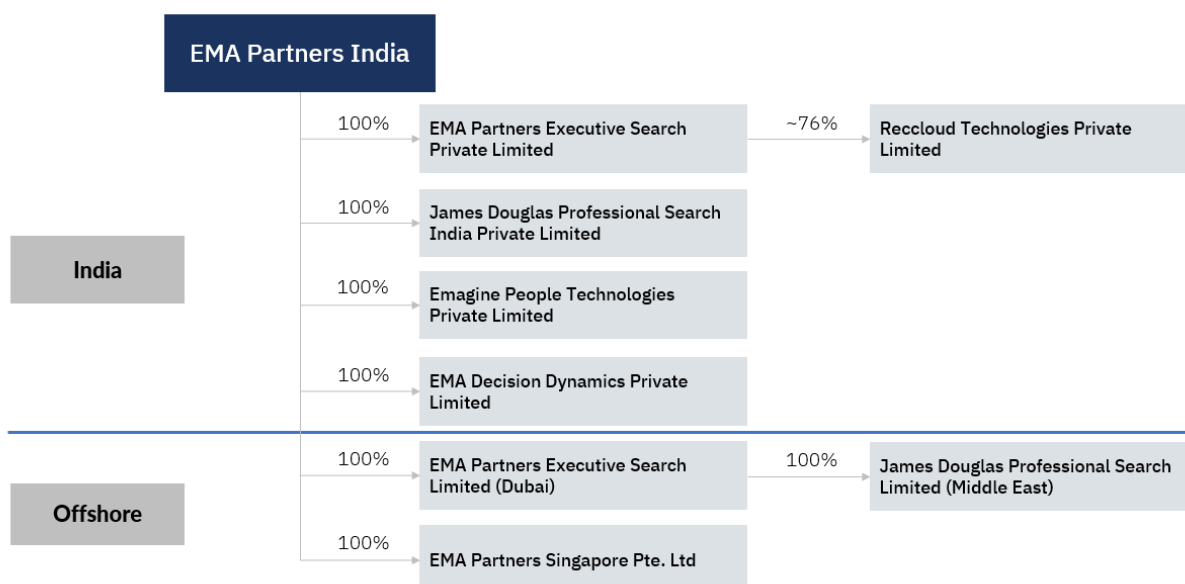 EMA Partners India
100%
EMA Partners Executive Search
Private Limited
~76%
Reccloud Technologies Private
Limited
100%
James Douglas Professional Search
India Private Limited
India
100%
Emagine People Technologies
Private Limited
100%
EMA Decision Dynamics Private
Limited
100%
EMA Partners Executive Search
Limited (Dubai)
100%
James Douglas Professional Search
Limited (Middle East)
Offshore
100%
EMA Partners Singapore Pte. Ltd